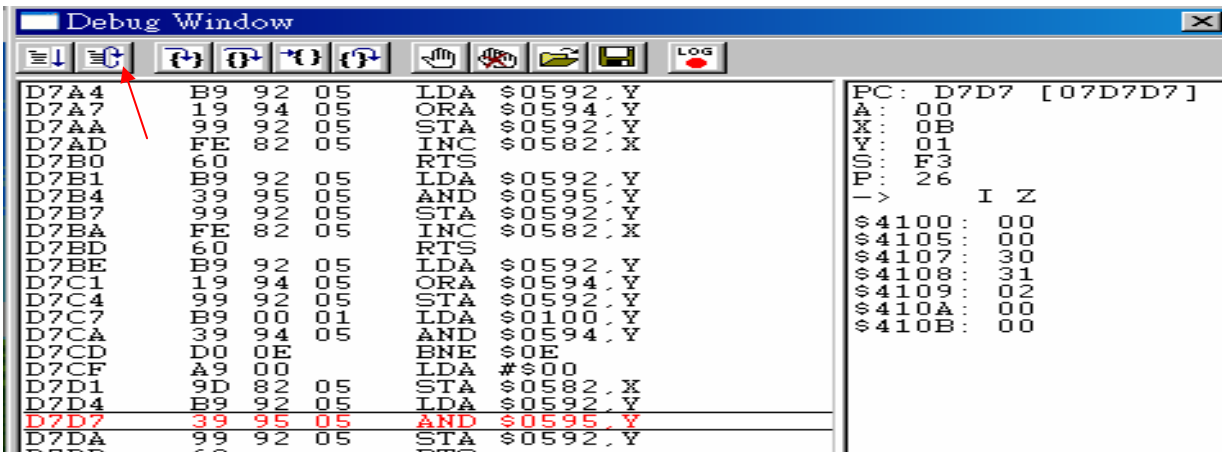 Debug Window
LOG
D7A4 B9 92 05 LDA $0592,Y
D7A7 19 94 05 ORA $0594,Y
D7AA 99 92 05 STA $0592,Y
D7AD FE 82 05 INC $0582,X
D7B0 60 RTS
D7B1 B9 92 05 LDA $0592,Y
D7B4 39 95 05 AND $0595,Y
D7B7 99 92 05 STA $0592,Y
D7BA FE 82 05 INC $0582,X
D7BD 60 RTS
D7BE B9 92 05 LDA $0592,Y
D7C1 19 94 05 ORA $0594,Y
D7C4 99 92 05 STA $0592,Y
D7C7 B9 00 01 LDA $0100,Y
D7CA 39 94 05 AND $0594,Y
D7CD D0 0E BNE $0E
D7CF A9 00 LDA #$00
D7D1 9D 82 05 STA $0582,X
D7D4 B9 92 05 LDA $0592,Y
D7D7 39 95 05 AND $0595,Y
D7DA 99 92 05 STA $0592,Y
PC: D7D7 [07D7D7]
A: 00
X: 0B
Y: 01
S: F3
P: 26
-> I Z
$4100: 00
$4105: 00
$4107: 30
$4108: 31
$4109: 02
$410A: 00
$410B: 00